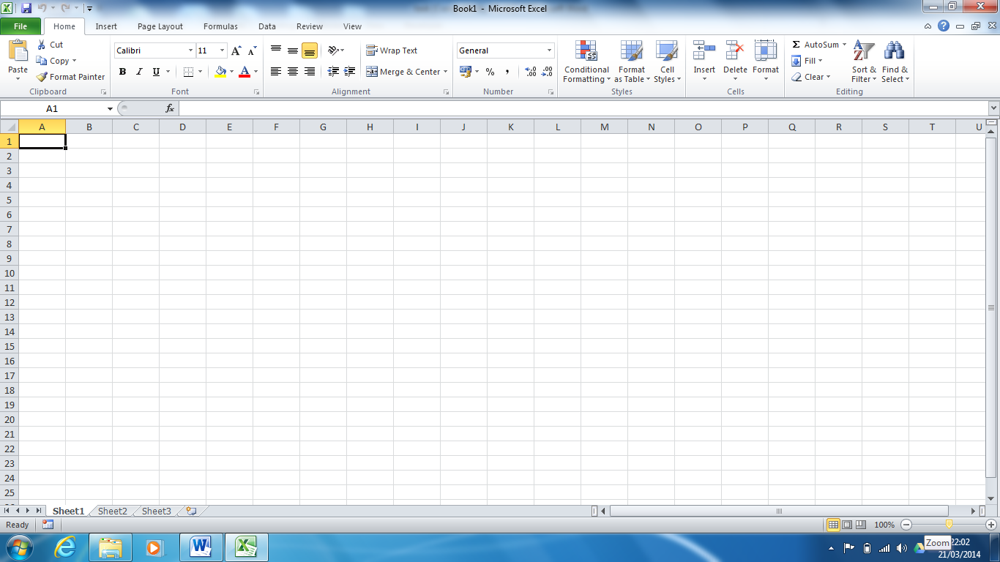 Book1 - Microsoft Excel
File Home Insert Page Layout Formulas Data Review View
Paste Cut Copy Format Painter
Clipboard
Calibri 11 A A
B I U A
Font
Wrap Text
Merge & Center
Alignment
General
% , .0 .00 .00 .0
Number
Conditional Formatting Format as Table Cell Styles
Styles
Insert Delete Format
Cells
Σ AutoSum
Fill
Clear
Sort & Filter Find & Select
Editing
A1 fx
A B C D E F G H I J K L M N O P Q R S T U
1
2
3
4
5
6
7
8
9
10
11
12
13
14
15
16
17
18
19
20
21
22
23
24
25
Sheet1 Sheet2 Sheet3
Ready 100%
Zoom 22:02
21/03/2014